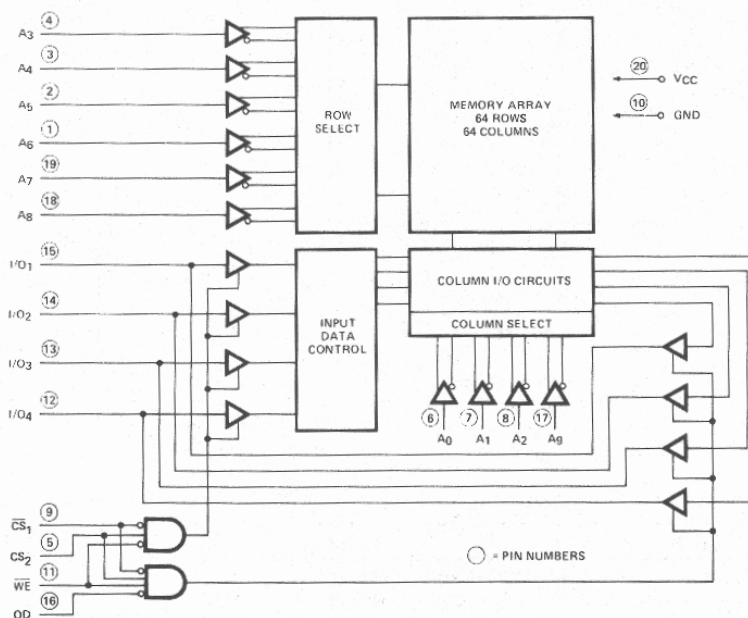 4
A3
3
A4
2
A5
1
A6
19
A7
18
A8
ROW
SELECT
MEMORY ARRAY
64 ROWS
64 COLUMNS
20
VCC
10
GND
15
I/O1
14
I/O2
13
I/O3
12
I/O4
INPUT
DATA
CONTROL
COLUMN I/O CIRCUITS
COLUMN SELECT
6 7 8 17
A0 A1 A2 A9
9
CS1
5
CS2
11
WE
16
OD
= PIN NUMBERS